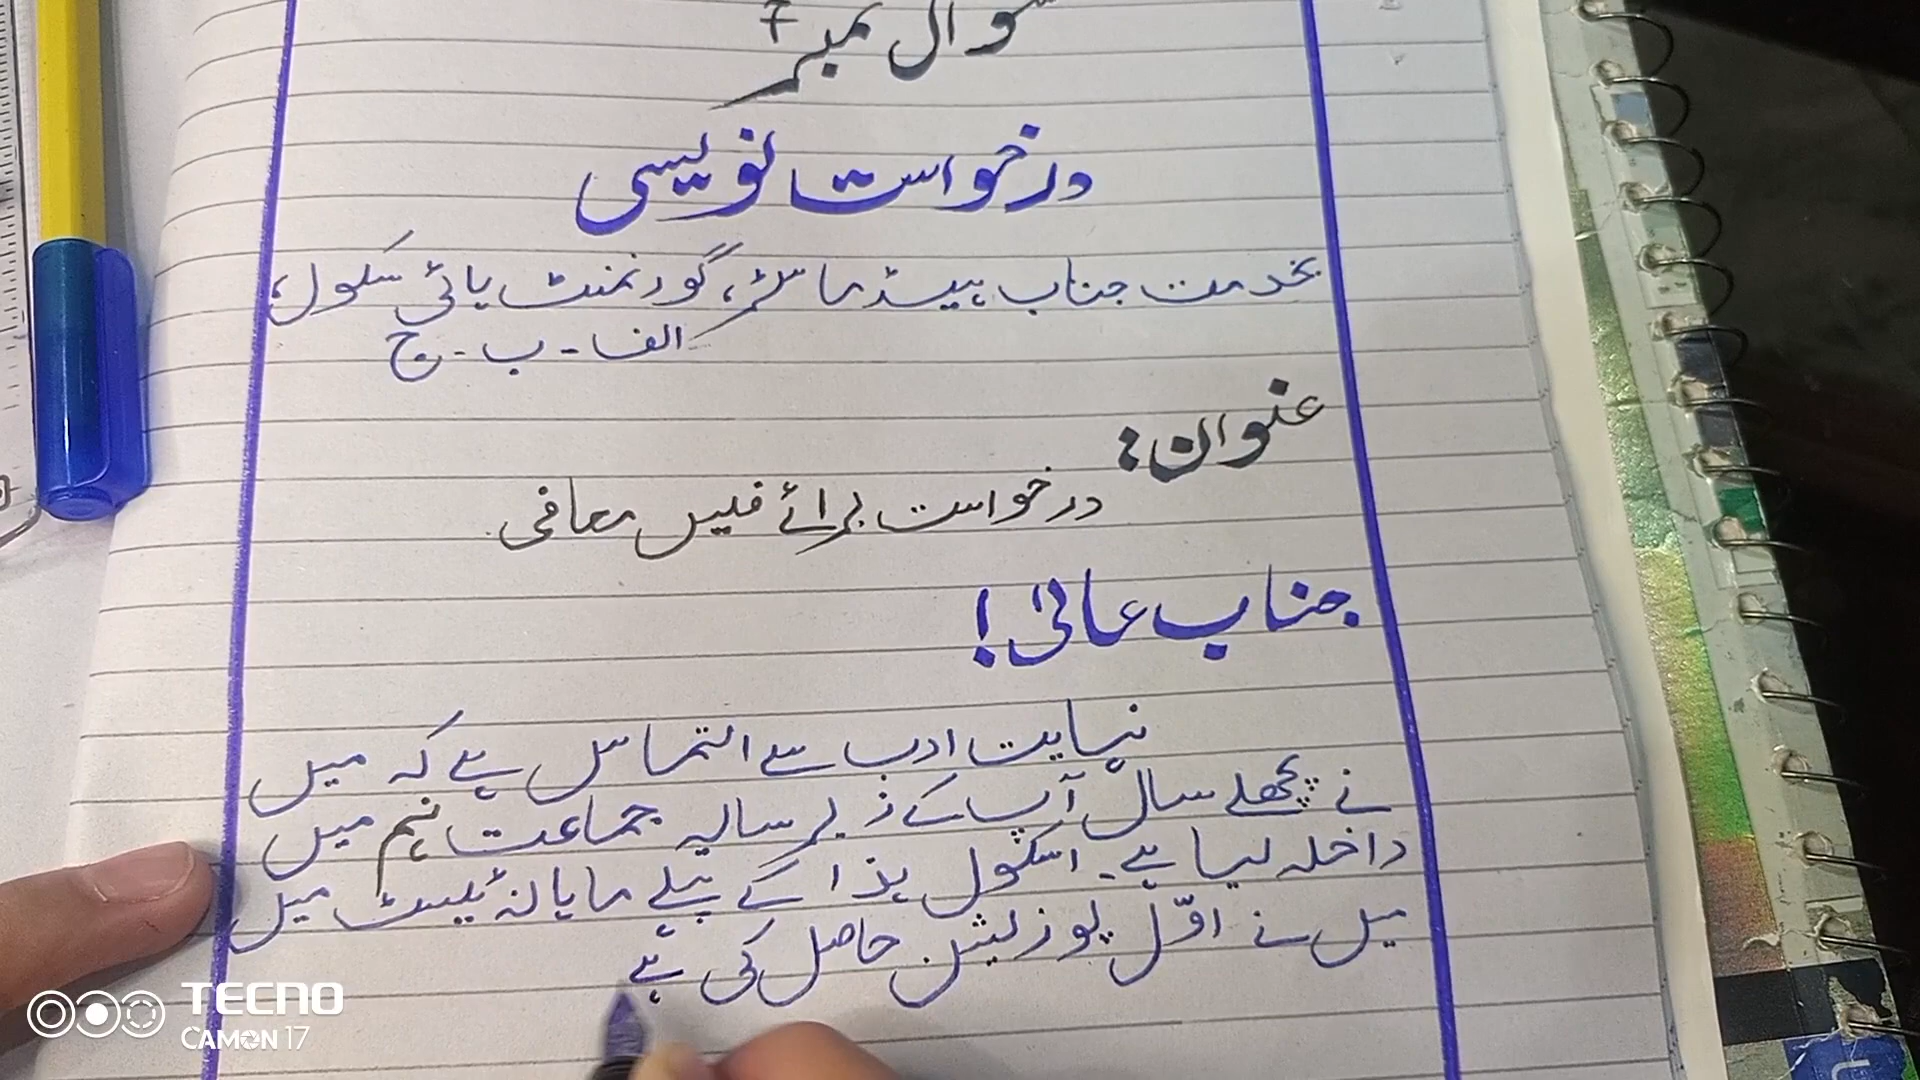 سوال نمبر 7
درخواست نویسی
بخدمت جناب ہیڈ ماسٹر، گورنمنٹ ہائی سکول،
الف - ب - ج
عنوان:
درخواست برائے فیس معافی
جناب عالی!
نہایت ادب سے التماس ہے کہ میں
نے پچھلے سال آپ کے زیر سایہ جماعت نہم میں
داخلہ لیا ہے۔ اسکول ہذا کے پہلے ماہانہ ٹیسٹ میں
میں نے اوّل پوزیشن حاصل کی ہے
TECNO
CAMON 17